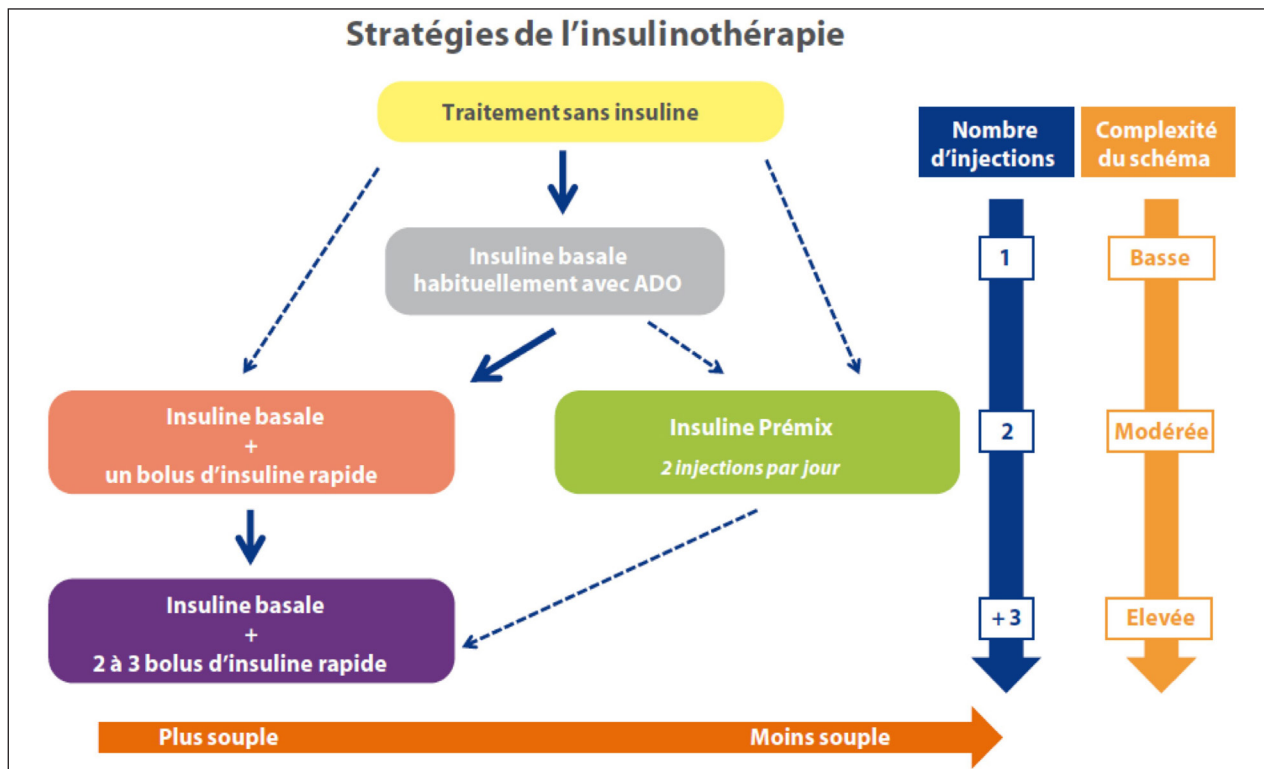 Stratégies de l’insulinothérapie
Traitement sans insuline
Nombre
d’injections
Complexité
du schéma
Insuline basale
habituellement avec ADO
1
Basse
Insuline basale
+
un bolus d’insuline rapide
Insuline Prémix
2 injections par jour
2
Modérée
Insuline basale
+
2 à 3 bolus d’insuline rapide
+ 3
Elevée
Plus souple
Moins souple